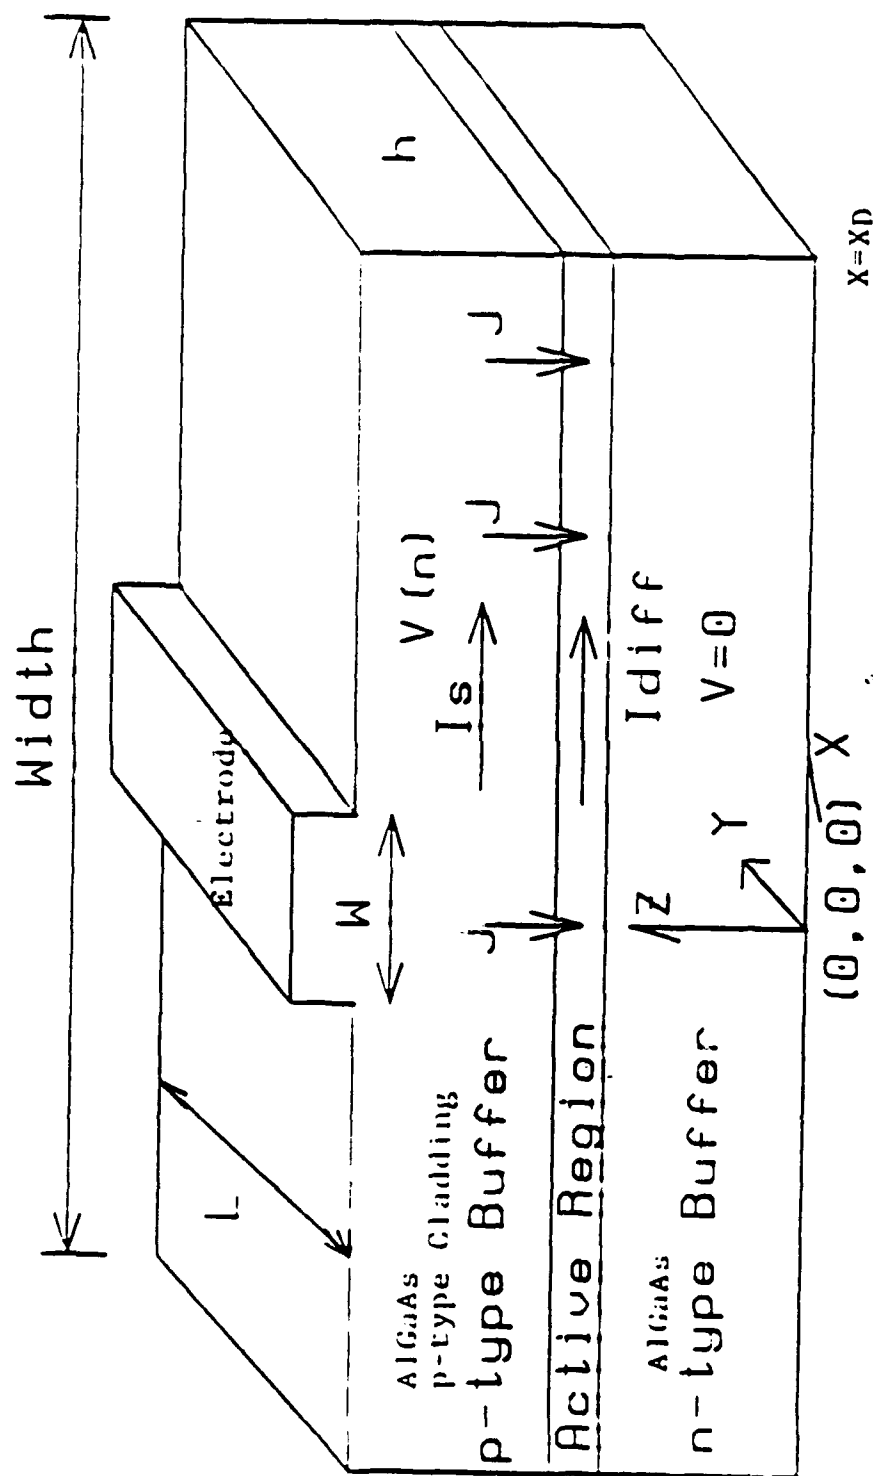 Width
Electrode
h
L
W
J
J
J
V(n)
Is
AlGaAs
p-type Cladding
p-type Buffer
Active Region
Idiff
V=0
AlGaAs
n-type Buffer
Z
Y
X
(0,0,0)
X=XD